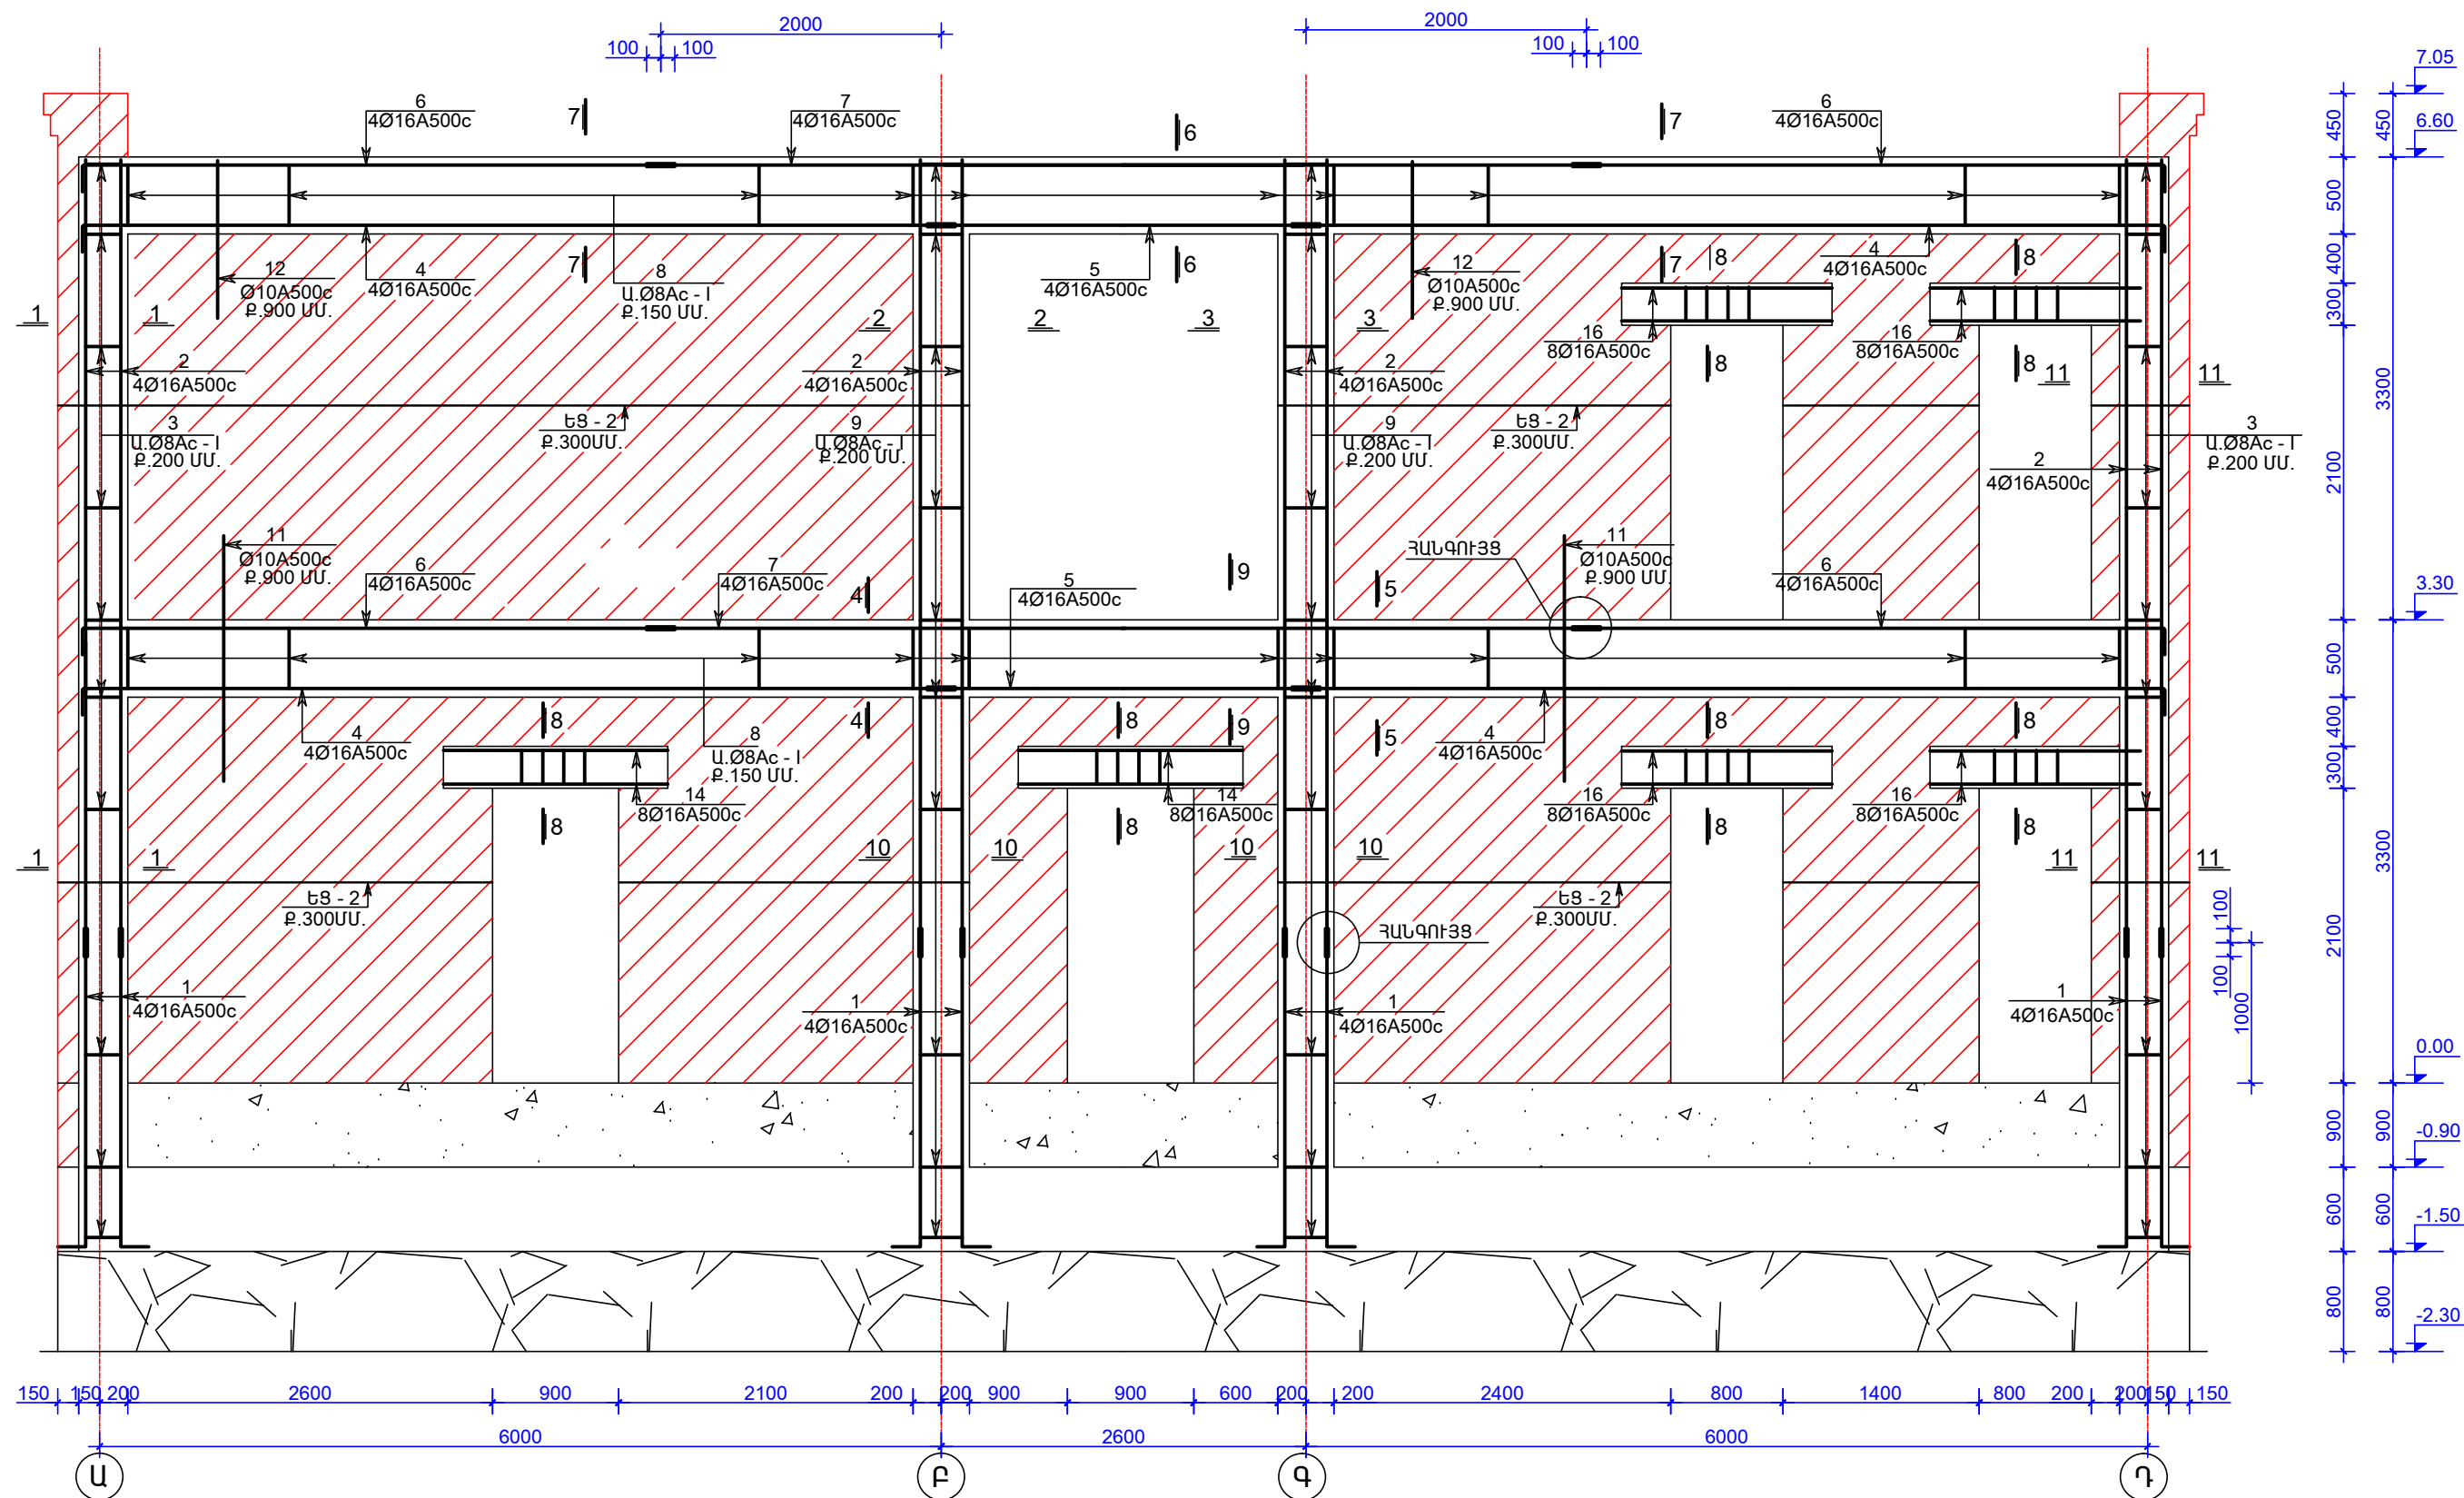 2000
2000
100
100
100
100
7.05
6
4Ø16A500c
7
4Ø16A500c
6
4Ø16A500c
7
6
7
450
450
6.60
500
12
Ø10A500c
Ք.900 ՄՄ.
4
4Ø16A500c
7
8
Ա.Ø8Ac - I
Ք.150 ՄՄ.
5
4Ø16A500c
6
12
Ø10A500c
Ք.900 ՄՄ.
7
8
4
4Ø16A500c
8
400
300
1
1
2
2
3
3
16
8Ø16A500c
16
8Ø16A500c
2
4Ø16A500c
2
4Ø16A500c
2
4Ø16A500c
8
8
11
11
3300
3
Ա.Ø8Ac - I
Ք.200 ՄՄ.
ԵՑ - 2
Ք.300ՄՄ.
9
Ա.Ø8Ac - I
Ք.200 ՄՄ.
9
Ա.Ø8Ac - I
Ք.200 ՄՄ.
ԵՑ - 2
Ք.300ՄՄ.
2
4Ø16A500c
3
Ա.Ø8Ac - I
Ք.200 ՄՄ.
2100
11
Ø10A500c
Ք.900 ՄՄ.
6
4Ø16A500c
7
4Ø16A500c
4
5
4Ø16A500c
9
5
ՀԱՆԳՈՒՅՑ
11
Ø10A500c
Ք.900 ՄՄ.
6
4Ø16A500c
3.30
500
4
4Ø16A500c
8
8
Ա.Ø8Ac - I
Ք.150 ՄՄ.
4
8
9
5
4
4Ø16A500c
8
8
400
300
14
8Ø16A500c
14
8Ø16A500c
16
8Ø16A500c
16
8Ø16A500c
8
8
8
8
1
1
10
10
10
10
11
11
3300
ԵՑ - 2
Ք.300ՄՄ.
ՀԱՆԳՈՒՅՑ
ԵՑ - 2
Ք.300ՄՄ.
100
100
1000
2100
1
4Ø16A500c
1
4Ø16A500c
1
4Ø16A500c
1
4Ø16A500c
0.00
900
900
-0.90
600
600
-1.50
800
800
-2.30
150
150
200
2600
900
2100
200
200
900
900
600
200
200
2400
800
1400
800
200
200
150
150
6000
2600
6000
Ա
Բ
Գ
Դ